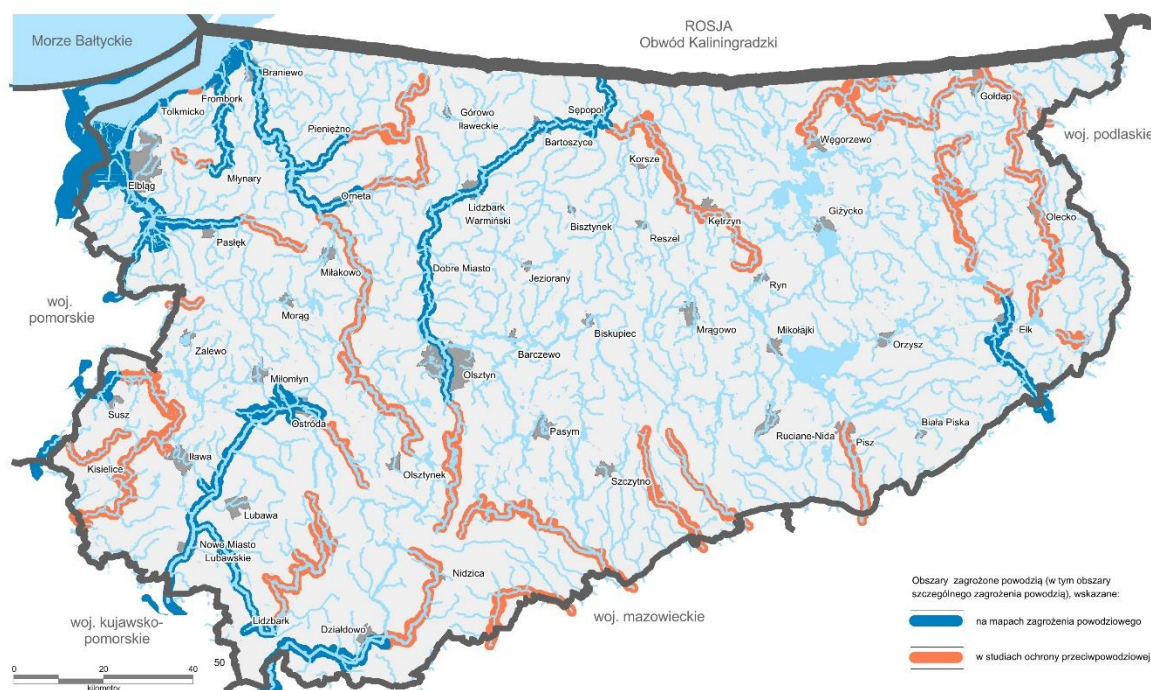 ROSJA
Obwód Kaliningradzki
Morze Bałtyckie
Braniewo
Frombork
Tolkmicko
Gołdap
Sępopol
Górowo
Iławeckie
Pieniężno
Bartoszyce
Węgorzewo
woj. podlaskie
Korsze
Młynary
Elbląg
Orneta
Lidzbark
Warmiński
Kętrzyn
Giżycko
Olecko
Bisztynek
Reszel
Pasłęk
Miłakowo
Dobre Miasto
Jeziorany
Ryn
woj.
pomorskie
Morąg
Biskupiec
Mrągowo
Mikołajki
Ełk
Orzysz
Zalewo
Barczewo
Miłomłyn
Olsztyn
Susz
Ostróda
Pasym
Ruciane-Nida
Pisz
Biała Piska
Kisielice
Iława
Olsztynek
Szczytno
Lubawa
Nowe Miasto
Lubawskie
Nidzica
Lidzbark
Działdowo
woj. mazowieckie
woj. kujawsko-
pomorskie
Obszary zagrożone powodzią (w tym obszary
szczególnego zagrożenia powodzią), wskazane:
na mapach zagrożenia powodziowego
w studiach ochrony przeciwpowodziowej
0 20 40
50
kilometry